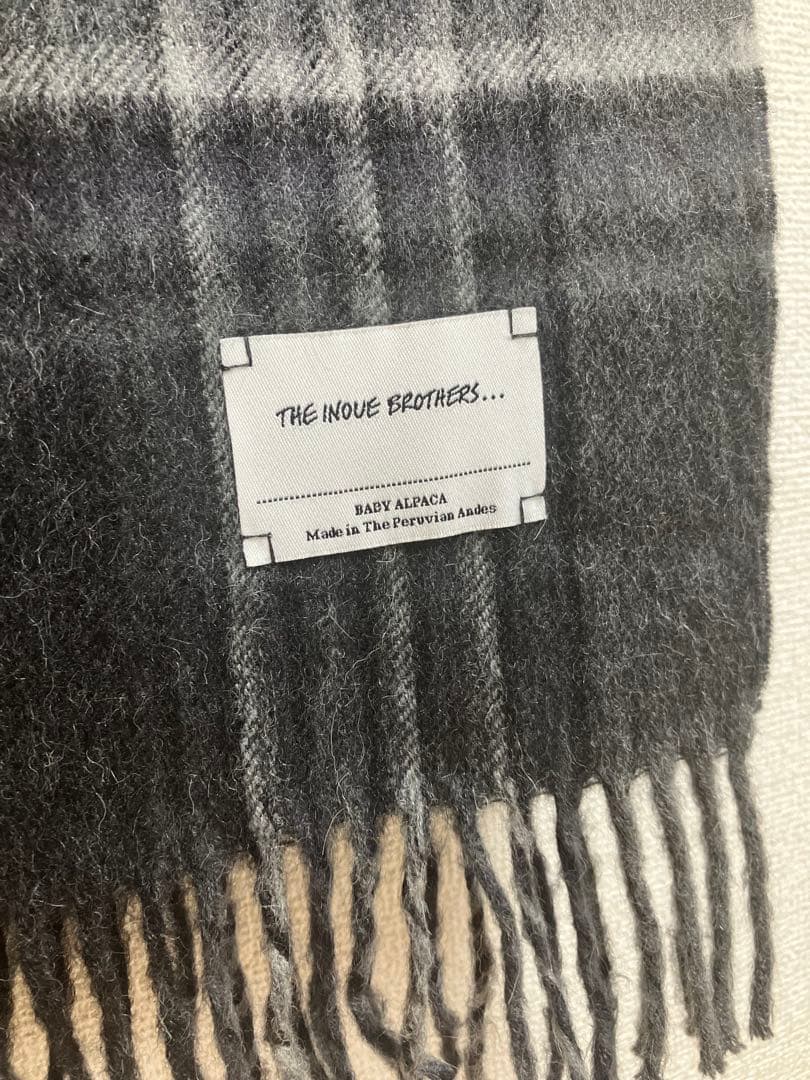 THE INOUE BROTHERS...
BABY ALPACA
Made in The Peruvian Andes